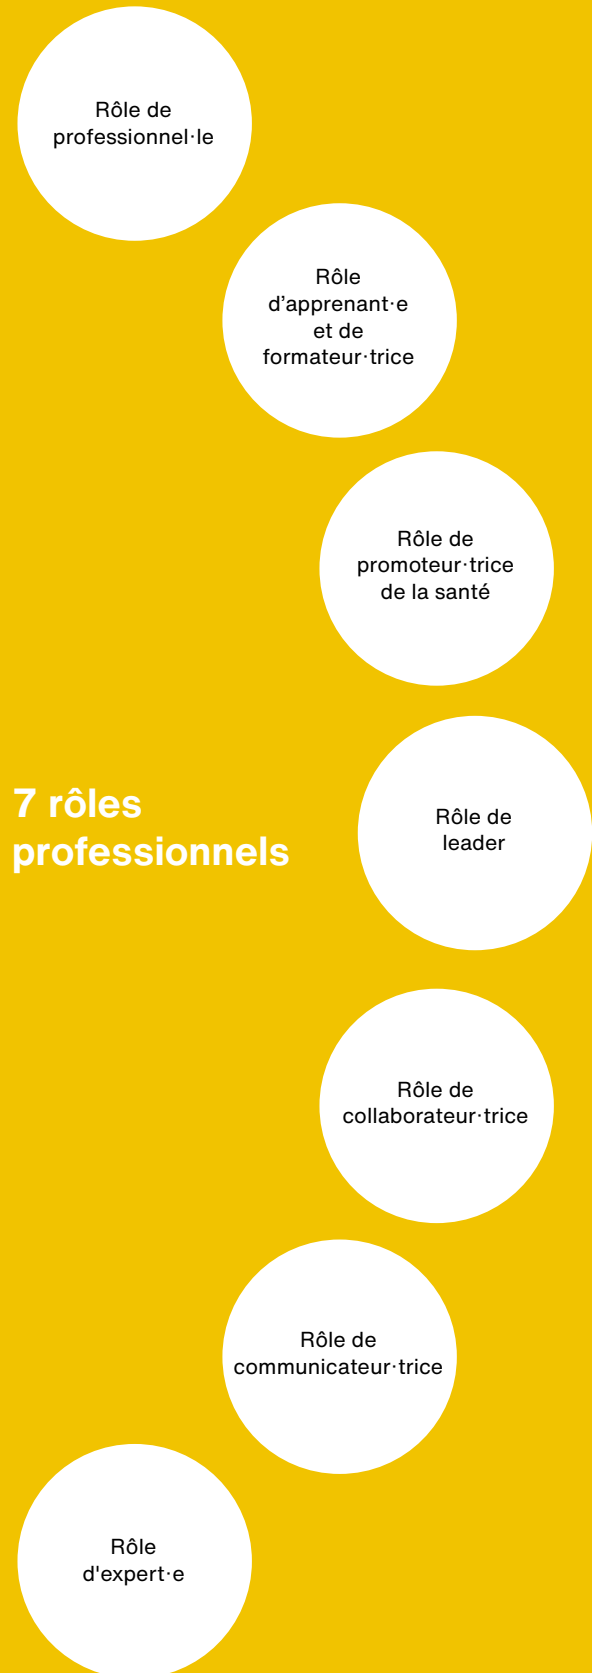 Rôle de
professionnel·le
Rôle
d’apprenant·e
et de
formateur·trice
Rôle de
promoteur·trice
de la santé
7 rôles
professionnels
Rôle de
leader
Rôle de
collaborateur·trice
Rôle de
communicateur·trice
Rôle
d'expert·e